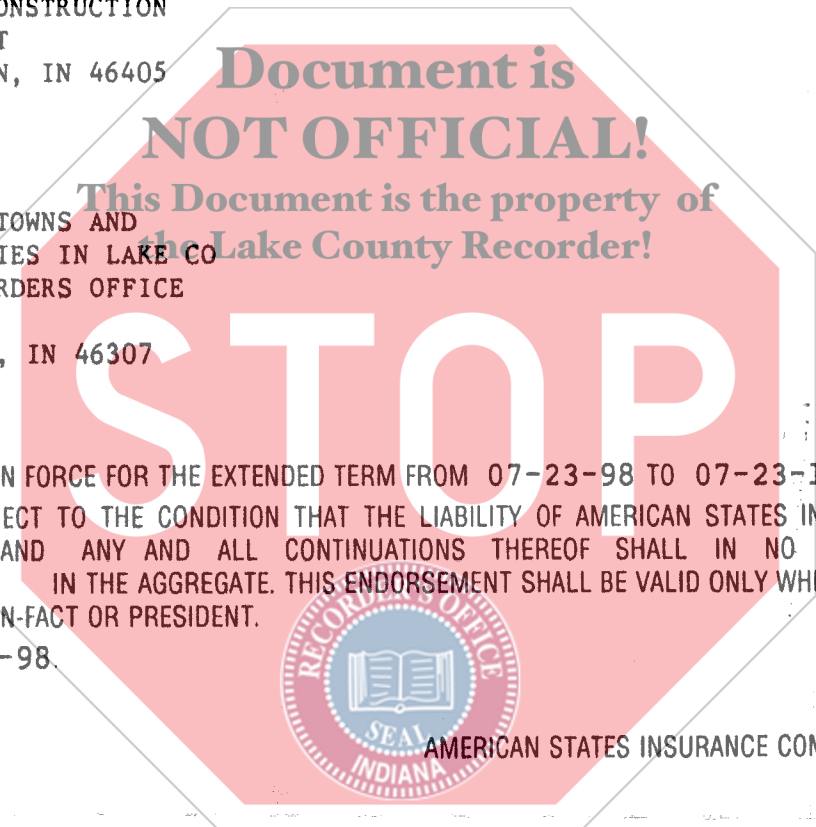 ONSTRUCTION
T
N, IN 46405
Document is
NOT OFFICIAL!
This Document is the property of
the Lake County Recorder!
TOWNS AND
IES IN LAKE CO
RDERS OFFICE
, IN 46307
STOP
N FORCE FOR THE EXTENDED TERM FROM 07-23-98 TO 07-23-1
ECT TO THE CONDITION THAT THE LIABILITY OF AMERICAN STATES IN
AND ANY AND ALL CONTINUATIONS THEREOF SHALL IN NO
IN THE AGGREGATE. THIS ENDORSEMENT SHALL BE VALID ONLY WHE
N-FACT OR PRESIDENT.
-98.
RECORDER'S OFFICE
SEAL
INDIANA
AMERICAN STATES INSURANCE COM